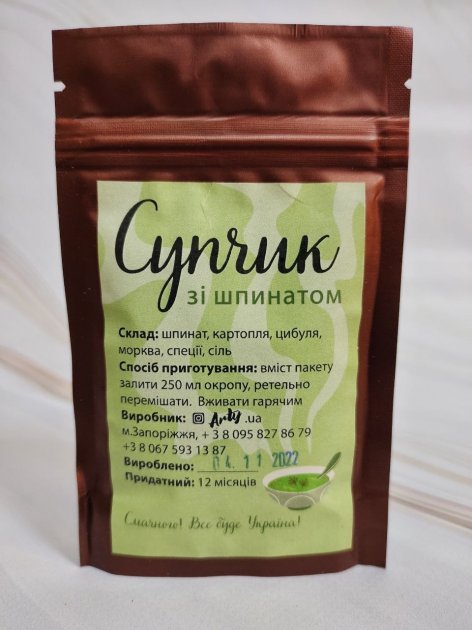 Супчик
зі шпинатом
Склад: шпинат, картопля, цибуля,
морква, спеції, сіль
Спосіб приготування: вміст пакету
залити 250 мл окропу, ретельно
перемішати. Вживати гарячим
Виробник: .ua
м.Запоріжжя, + 3 8 095 827 86 79
+3 8 067 593 13 87
Вироблено: 04. 11 2022
Придатний: 12 місяців
Смачного! Все буде Україна!